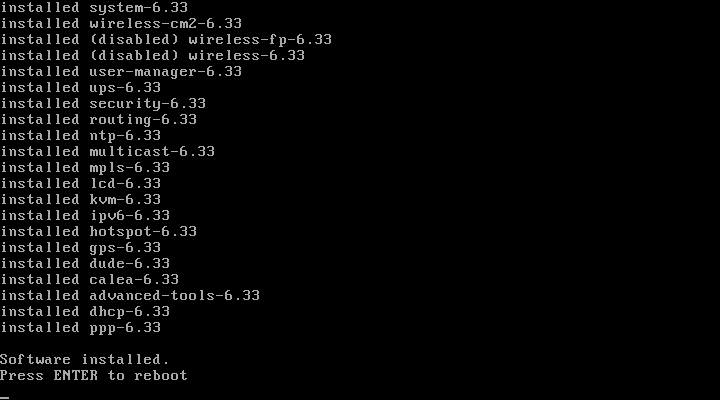 installed system-6.33
installed wireless-cm2-6.33
installed (disabled) wireless-fp-6.33
installed (disabled) wireless-6.33
installed user-manager-6.33
installed ups-6.33
installed security-6.33
installed routing-6.33
installed ntp-6.33
installed multicast-6.33
installed mpls-6.33
installed lcd-6.33
installed kvm-6.33
installed ipv6-6.33
installed hotspot-6.33
installed gps-6.33
installed dude-6.33
installed calea-6.33
installed advanced-tools-6.33
installed dhcp-6.33
installed ppp-6.33
Software installed.
Press ENTER to reboot